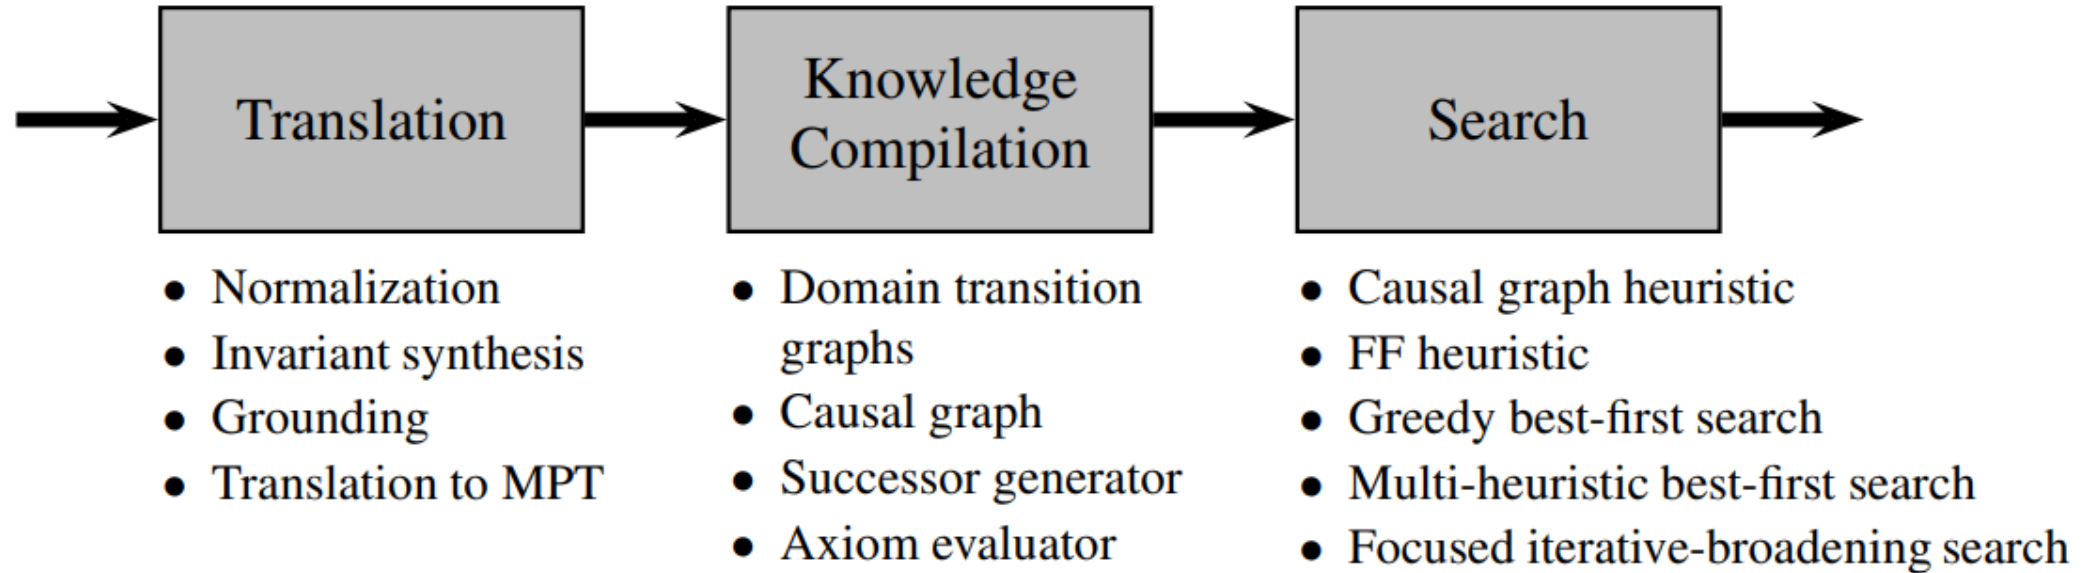 Translation
Knowledge
Compilation
Search
• Normalization
• Invariant synthesis
• Grounding
• Translation to MPT
• Domain transition
graphs
• Causal graph
• Successor generator
• Axiom evaluator
• Causal graph heuristic
• FF heuristic
• Greedy best-first search
• Multi-heuristic best-first search
• Focused iterative-broadening search